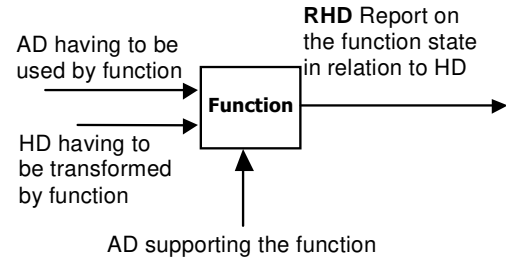 RHD Report on
the function state
in relation to HD
AD having to be
used by function
Function
HD having to
be transformed
by function
AD supporting the function